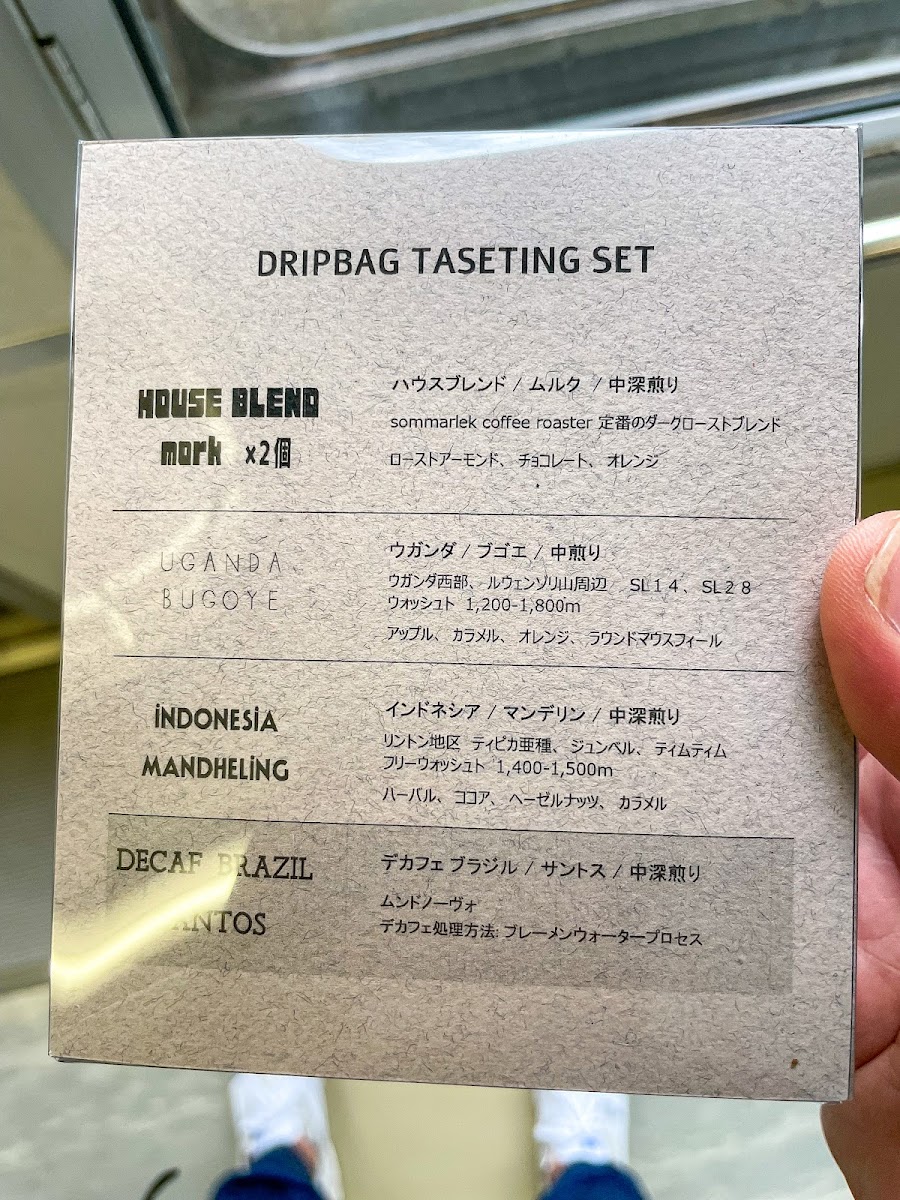 DRIPBAG TASETING SET
HOUSE BLEND
mork x2個
ハウスブレンド / ムルク / 中深煎り
sommarlek coffee roaster 定番のダークローストブレンド
ローストアーモンド、チョコレート、オレンジ
UGANDA
BUGOYE
ウガンダ / ブゴエ / 中煎り
ウガンダ西部、ルウェンゾリ山周辺 SL14、SL28
ウォッシュト 1,200-1,800m
アップル、カラメル、オレンジ、ラウンドマウスフィール
INDONESIA
MANDHELING
インドネシア / マンデリン / 中深煎り
リントン地区 ティピカ亜種、ジュンベル、ティムティム
フリーウォッシュト 1,400-1,500m
ハーバル、ココア、ヘーゼルナッツ、カラメル
DECAF BRAZIL
ANTOS
デカフェ ブラジル / サントス / 中深煎り
ムンドノーヴォ
デカフェ処理方法: ブレーメンウォータープロセス